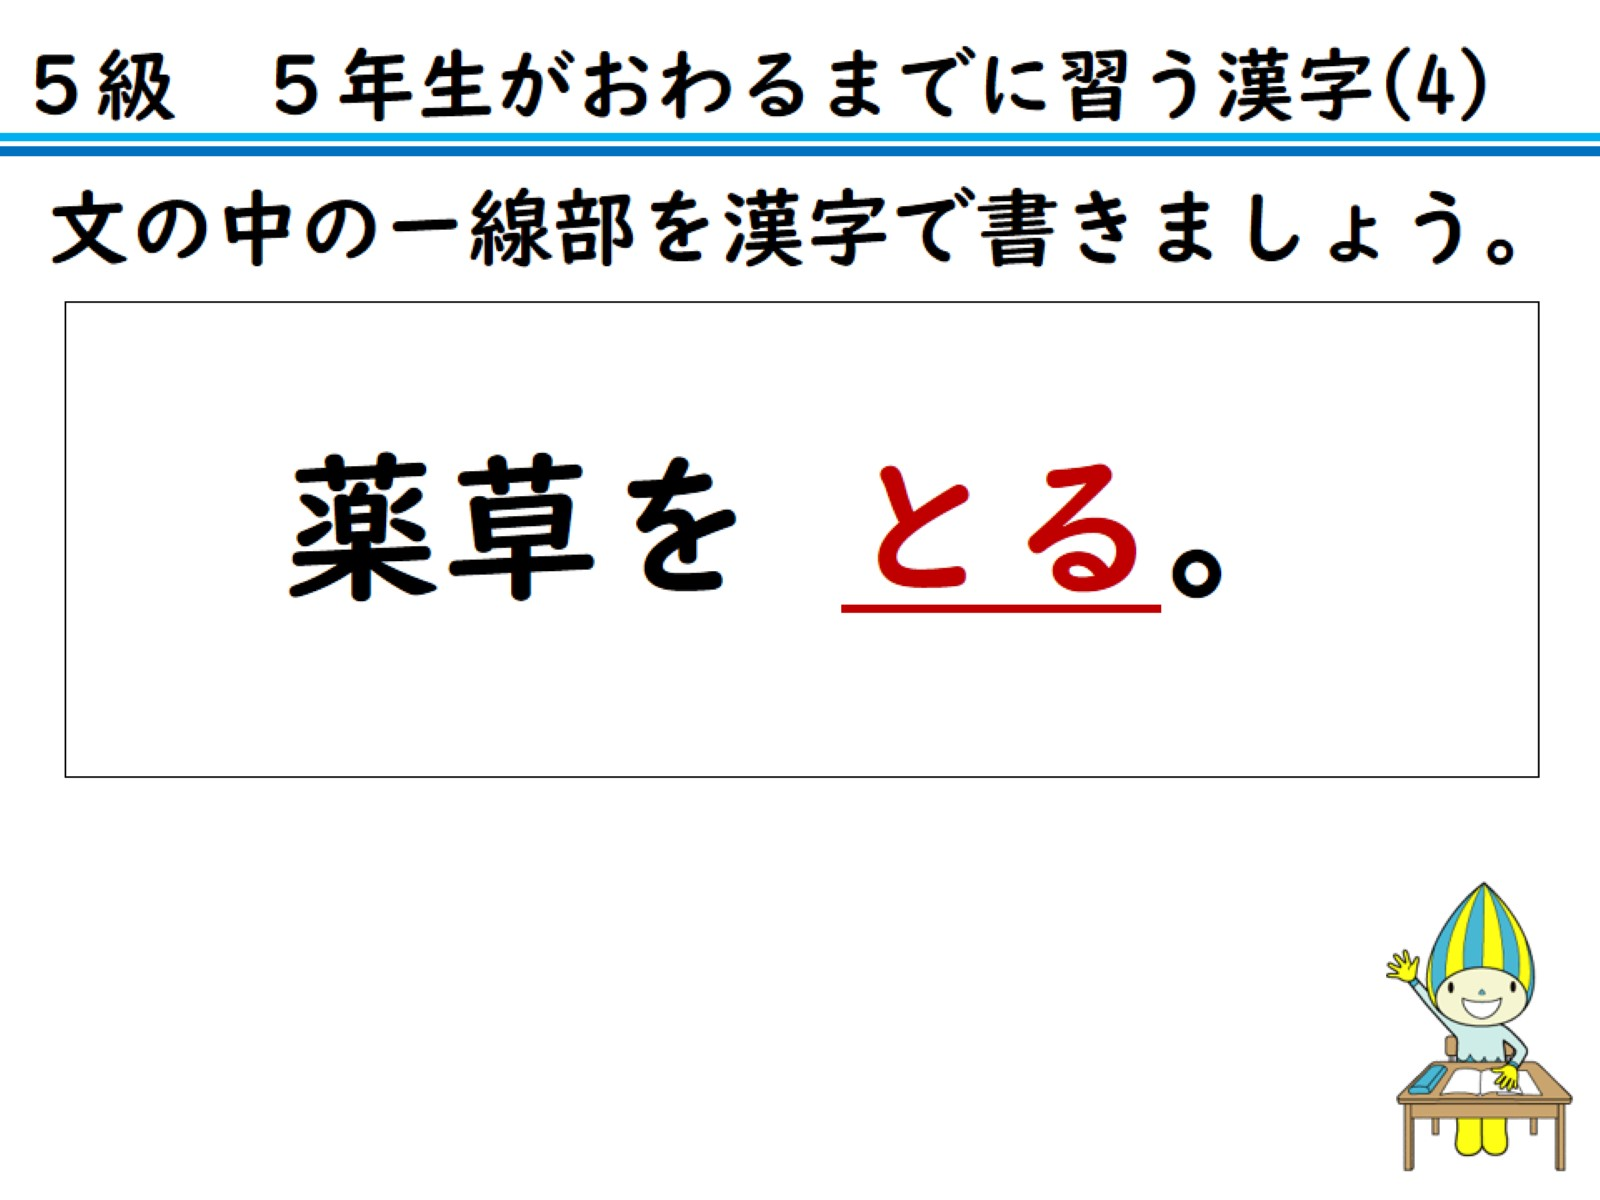 ５級　５年生がおわるまでに習う漢字(4)
文の中の一線部を漢字で書きましょう。
薬草を　とる。